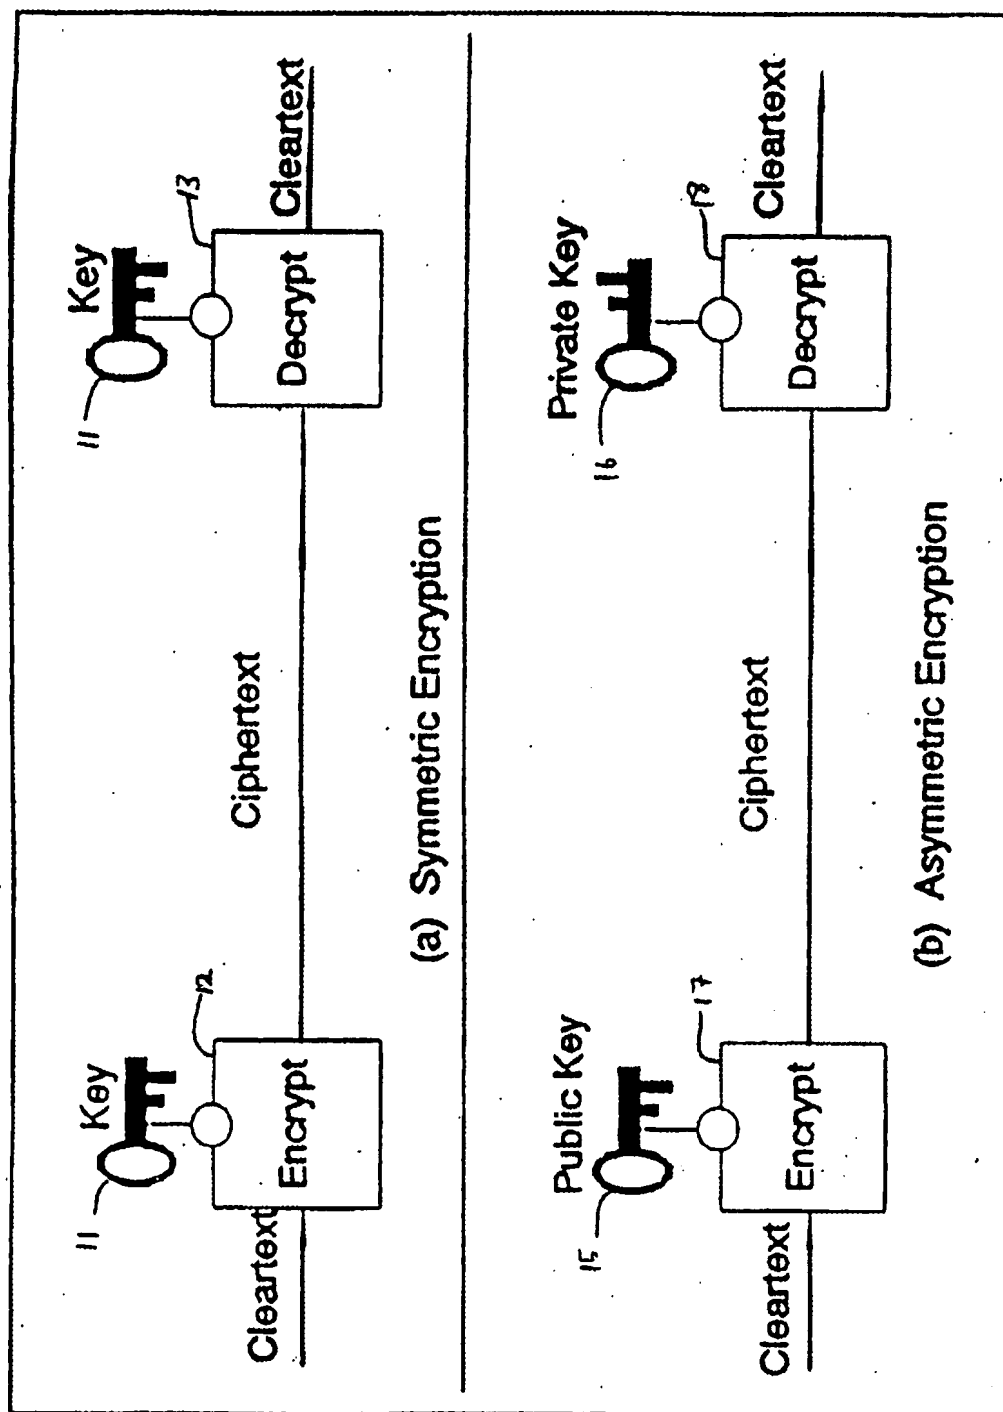 Key
Key
11
12
11
13
Cleartext
Encrypt
Ciphertext
Decrypt
Cleartext
(a) Symmetric Encryption
Public Key
Private Key
15
17
16
18
Cleartext
Encrypt
Ciphertext
Decrypt
Cleartext
(b) Asymmetric Encryption